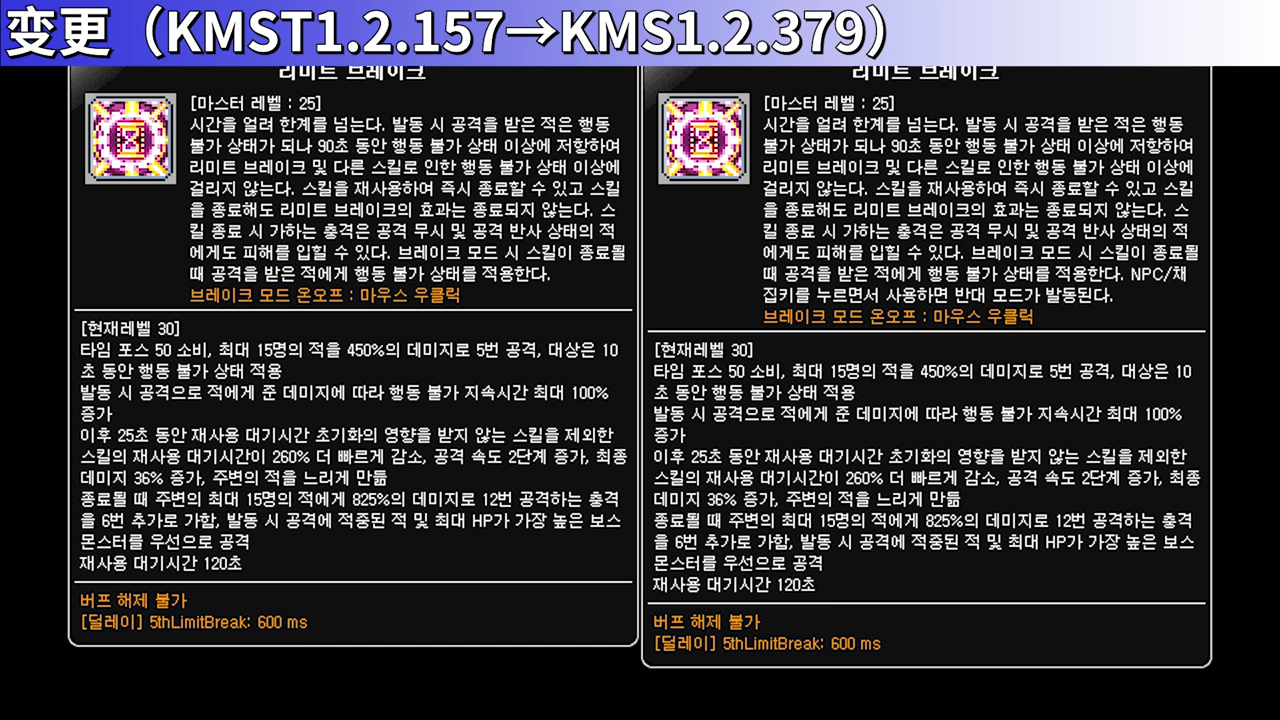 变更（KMST1.2.157→KMS1.2.379）
리미트 브레이크
[마스터 레벨 : 25]
시간을 얼려 한계를 넘는다. 발동 시 공격을 받은 적은 행동
불가 상태가 되나 90초 동안 행동 불가 상태 이상에 저항하여
리미트 브레이크 및 다른 스킬로 인한 행동 불가 상태 이상에
걸리지 않는다. 스킬을 재사용하여 즉시 종료할 수 있고 스킬
을 종료해도 리미트 브레이크의 효과는 종료되지 않는다. 스
킬 종료 시 가하는 충격은 공격 무시 및 공격 반사 상태의 적
에게도 피해를 입힐 수 있다. 브레이크 모드 시 스킬이 종료될
때 공격을 받은 적에게 행동 불가 상태를 적용한다.
브레이크 모드 온오프 : 마우스 우클릭
[현재레벨 30]
타임 포스 50 소비, 최대 15명의 적을 450%의 데미지로 5번 공격, 대상은 10
초 동안 행동 불가 상태 적용
발동 시 공격으로 적에게 준 데미지에 따라 행동 불가 지속시간 최대 100%
증가
이후 25초 동안 재사용 대기시간 초기화의 영향을 받지 않는 스킬을 제외한
스킬의 재사용 대기시간이 260% 더 빠르게 감소, 공격 속도 2단계 증가, 최종
데미지 36% 증가, 주변의 적을 느리게 만듦
종료될 때 주변의 최대 15명의 적에게 825%의 데미지로 12번 공격하는 충격
을 6번 추가로 가함, 발동 시 공격에 적중된 적 및 최대 HP가 가장 높은 보스
몬스터를 우선으로 공격
재사용 대기시간 120초
버프 해제 불가
[딜레이] 5thLimitBreak: 600 ms
리미트 브레이크
[마스터 레벨 : 25]
시간을 얼려 한계를 넘는다. 발동 시 공격을 받은 적은 행동
불가 상태가 되나 90초 동안 행동 불가 상태 이상에 저항하여
리미트 브레이크 및 다른 스킬로 인한 행동 불가 상태 이상에
걸리지 않는다. 스킬을 재사용하여 즉시 종료할 수 있고 스킬
을 종료해도 리미트 브레이크의 효과는 종료되지 않는다. 스
킬 종료 시 가하는 충격은 공격 무시 및 공격 반사 상태의 적
에게도 피해를 입힐 수 있다. 브레이크 모드 시 스킬이 종료될
때 공격을 받은 적에게 행동 불가 상태를 적용한다. NPC/채
집키를 누르면서 사용하면 반대 모드가 발동된다.
브레이크 모드 온오프 : 마우스 우클릭
[현재레벨 30]
타임 포스 50 소비, 최대 15명의 적을 450%의 데미지로 5번 공격, 대상은 10
초 동안 행동 불가 상태 적용
발동 시 공격으로 적에게 준 데미지에 따라 행동 불가 지속시간 최대 100%
증가
이후 25초 동안 재사용 대기시간 초기화의 영향을 받지 않는 스킬을 제외한
스킬의 재사용 대기시간이 260% 더 빠르게 감소, 공격 속도 2단계 증가, 최종
데미지 36% 증가, 주변의 적을 느리게 만듦
종료될 때 주변의 최대 15명의 적에게 825%의 데미지로 12번 공격하는 충격
을 6번 추가로 가함, 발동 시 공격에 적중된 적 및 최대 HP가 가장 높은 보스
몬스터를 우선으로 공격
재사용 대기시간 120초
버프 해제 불가
[딜레이] 5thLimitBreak: 600 ms